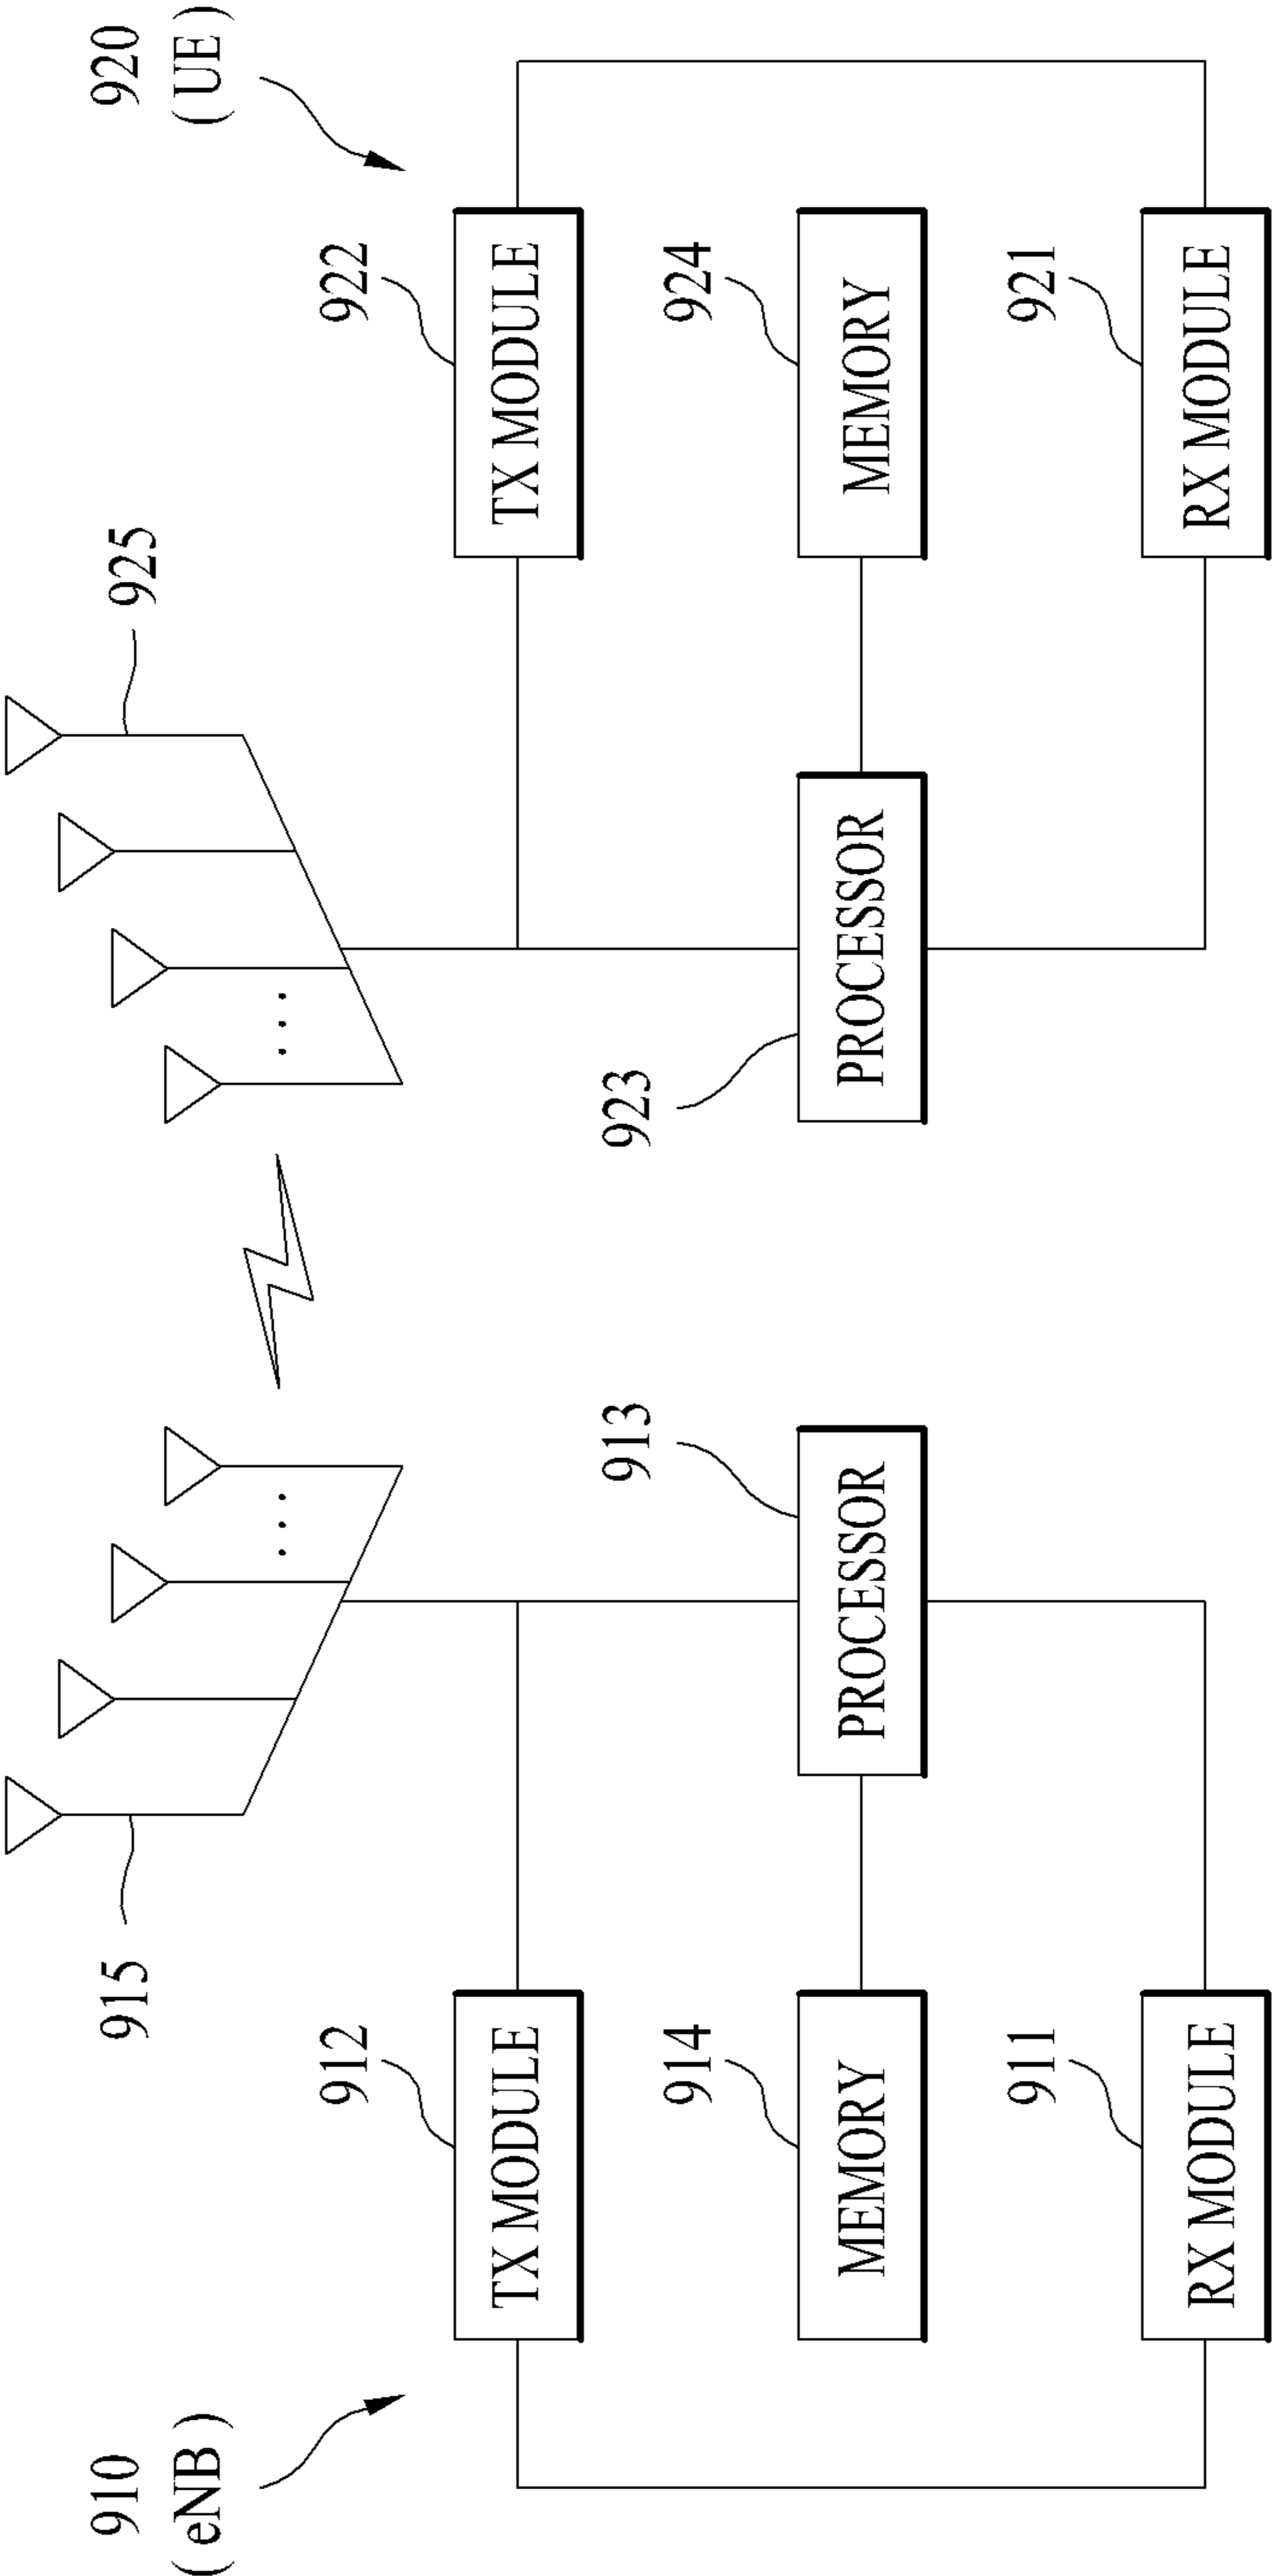 910
( eNB )
915
912
TX MODULE
914
MEMORY
913
PROCESSOR
911
RX MODULE
920
( UE )
925
922
TX MODULE
923
PROCESSOR
924
MEMORY
921
RX MODULE